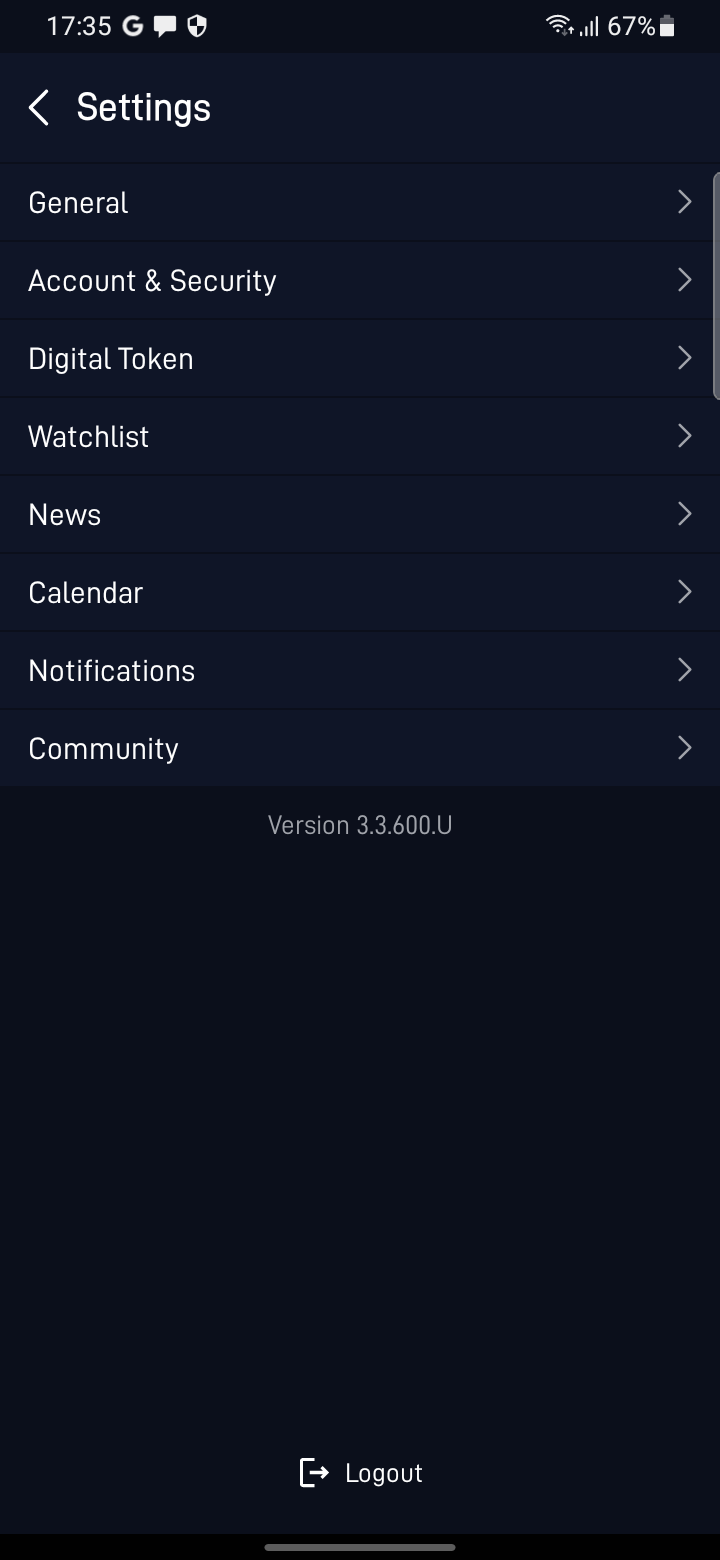 17:35 G 67%
Settings
General
Account & Security
Digital Token
Watchlist
News
Calendar
Notifications
Community
Version 3.3.600.U
Logout